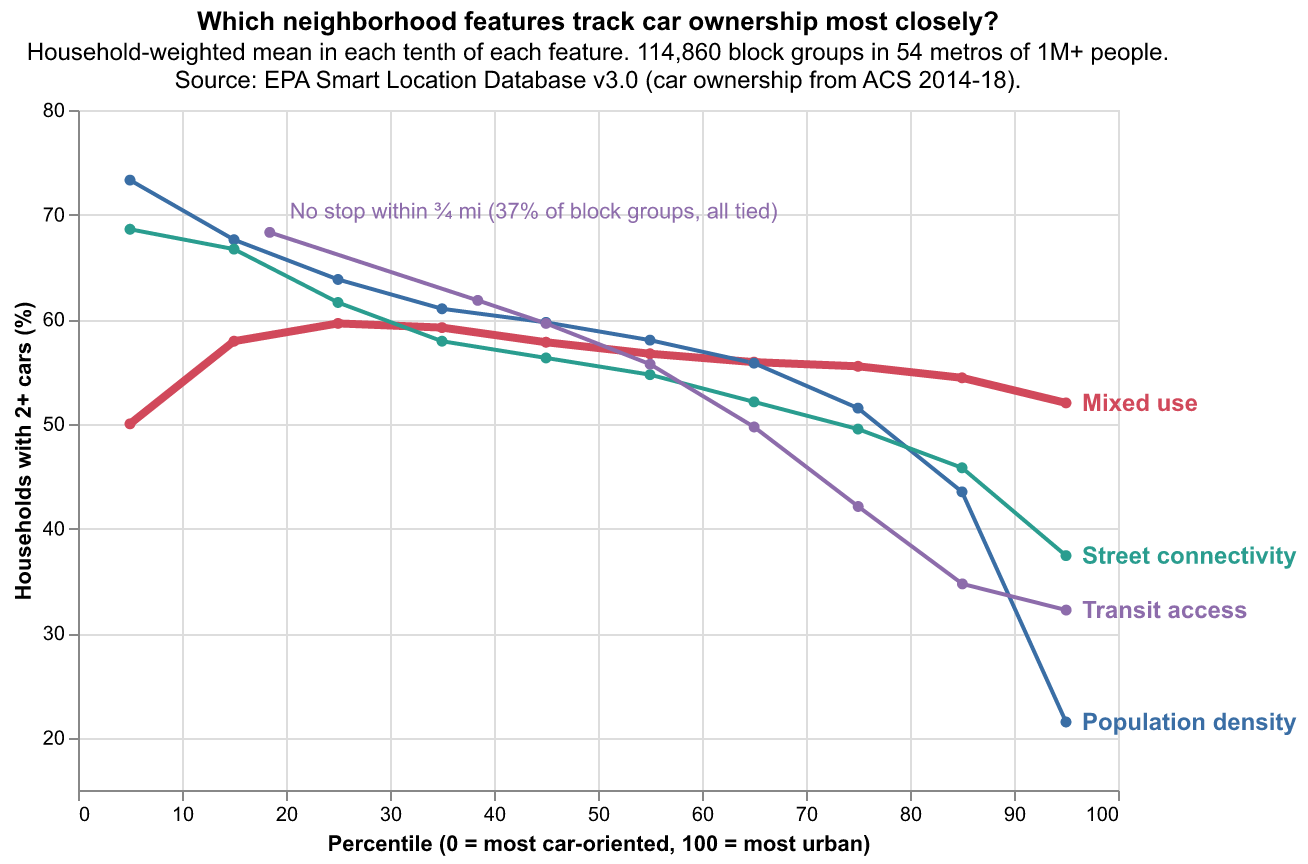 Which neighborhood features track car ownership most closely?
Household-weighted mean in each tenth of each feature. 114,860 block groups in 54 metros of 1M+ people.
Source: EPA Smart Location Database v3.0 (car ownership from ACS 2014-18).
80
70
60
50
40
30
20
Households with 2+ cars (%)
No stop within ¾ mi (37% of block groups, all tied)
Mixed use
Street connectivity
Transit access
Population density
0 10 20 30 40 50 60 70 80 90 100
Percentile (0 = most car-oriented, 100 = most urban)